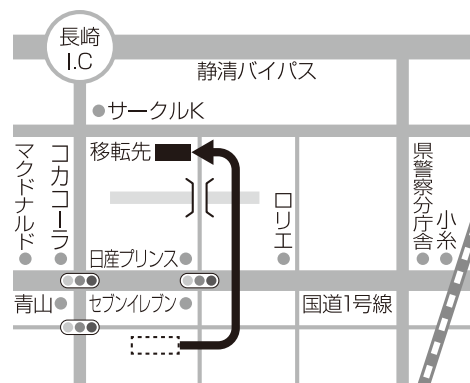 長崎
I.C
静清バイパス
サークルK
移転先
マクドナルド
コカコーラ
ロリエ
県警察分庁舎
小糸
日産プリンス
青山
セブンイレブン
国道1号線